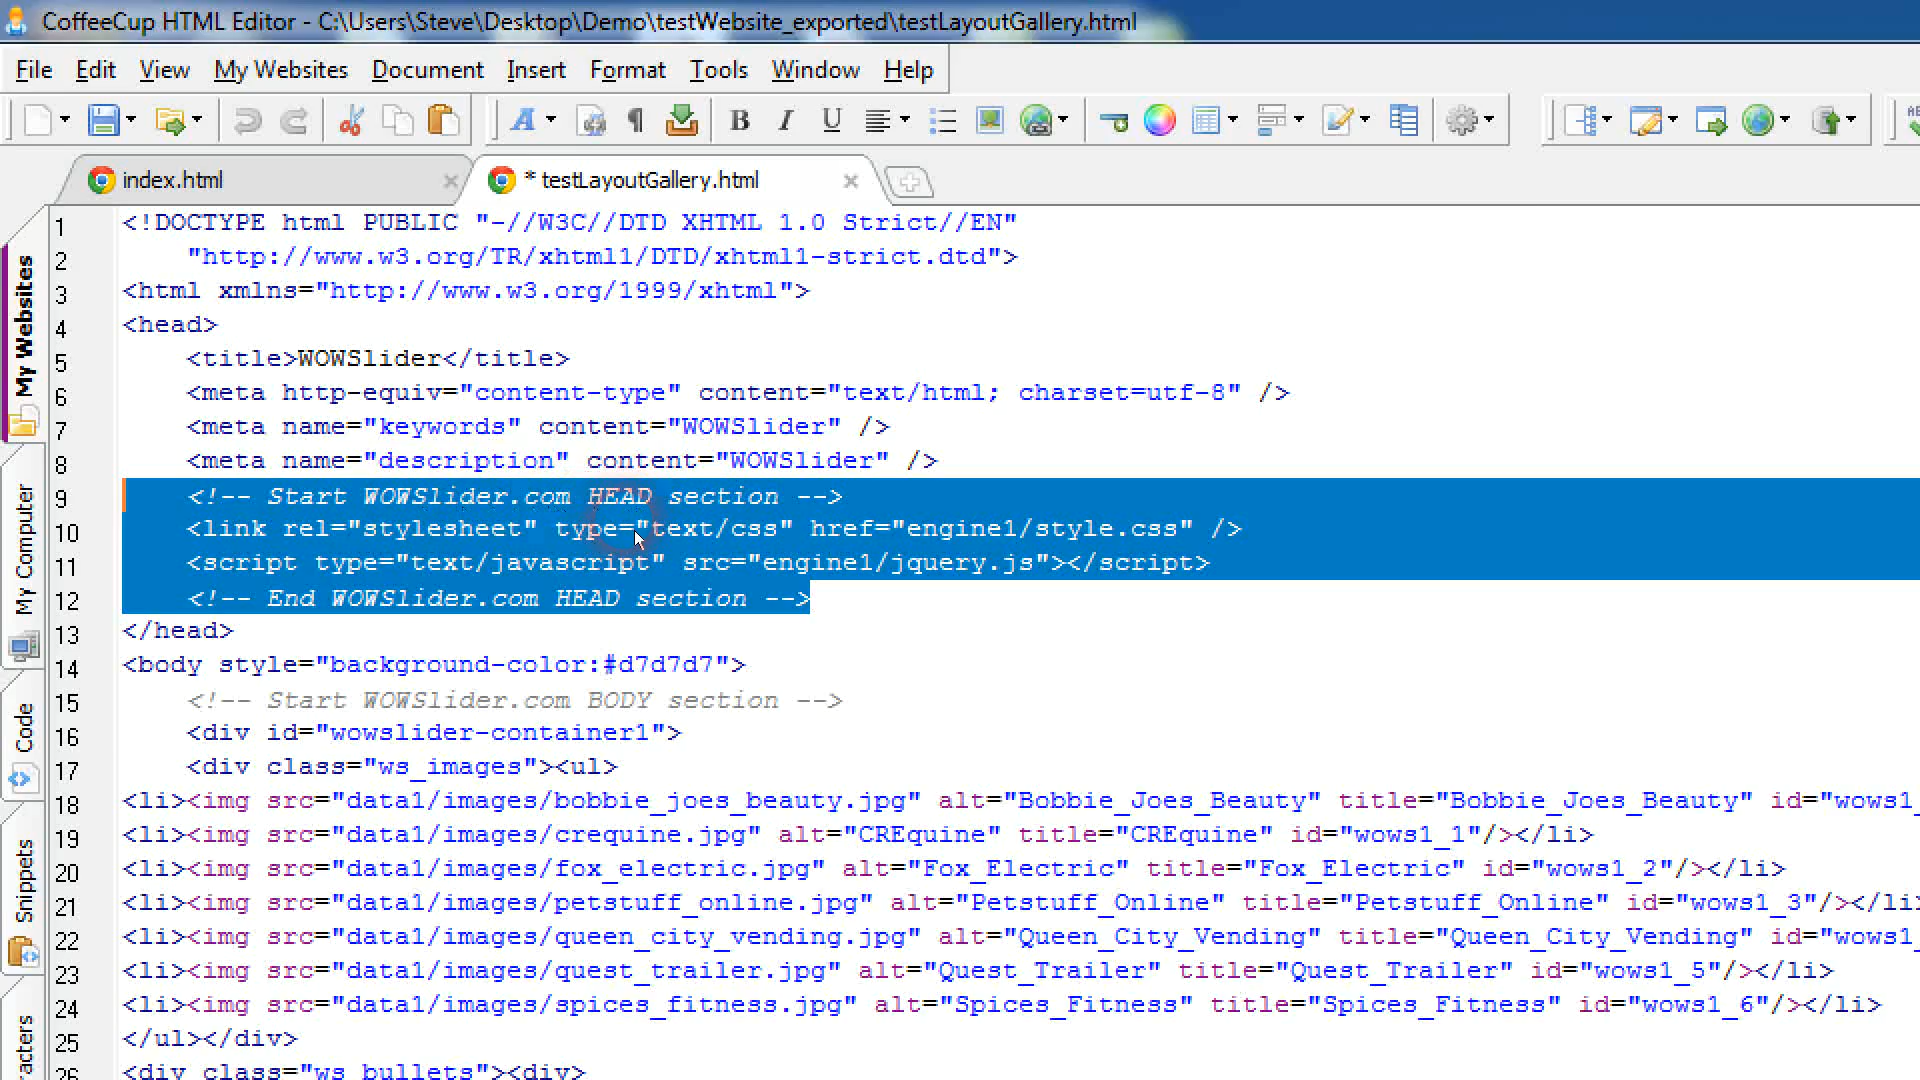 CoffeeCup HTML Editor - C:\Users\Steve\Desktop\Demo\testWebsite_exported\testLayoutGallery.html
File Edit View My Websites Document Insert Format Tools Window Help
B I U
index.html * testLayoutGallery.html
My Websites
My Computer
Code
Snippets
1 <!DOCTYPE html PUBLIC "-//W3C//DTD XHTML 1.0 Strict//EN"
2 "http://www.w3.org/TR/xhtml1/DTD/xhtml1-strict.dtd">
3 <html xmlns="http://www.w3.org/1999/xhtml">
4 <head>
5 <title>WOWSlider</title>
6 <meta http-equiv="content-type" content="text/html; charset=utf-8" />
7 <meta name="keywords" content="WOWSlider" />
8 <meta name="description" content="WOWSlider" />
9 <!-- Start WOWSlider.com HEAD section -->
10 <link rel="stylesheet" type="text/css" href="engine1/style.css" />
11 <script type="text/javascript" src="engine1/jquery.js"></script>
12 <!-- End WOWSlider.com HEAD section -->
13 </head>
14 <body style="background-color:#d7d7d7">
15 <!-- Start WOWSlider.com BODY section -->
16 <div id="wowslider-container1">
17 <div class="ws_images"><ul>
18 <li><img src="data1/images/bobbie_joes_beauty.jpg" alt="Bobbie_Joes_Beauty" title="Bobbie_Joes_Beauty" id="wows1_
19 <li><img src="data1/images/crequine.jpg" alt="CREquine" title="CREquine" id="wows1_1"/></li>
20 <li><img src="data1/images/fox_electric.jpg" alt="Fox_Electric" title="Fox_Electric" id="wows1_2"/></li>
21 <li><img src="data1/images/petstuff_online.jpg" alt="Petstuff_Online" title="Petstuff_Online" id="wows1_3"/></li
22 <li><img src="data1/images/queen_city_vending.jpg" alt="Queen_City_Vending" title="Queen_City_Vending" id="wows1_
23 <li><img src="data1/images/quest_trailer.jpg" alt="Quest_Trailer" title="Quest_Trailer" id="wows1_5"/></li>
24 <li><img src="data1/images/spices_fitness.jpg" alt="Spices_Fitness" title="Spices_Fitness" id="wows1_6"/></li>
25 </ul></div>
26 <div class="ws_bullets"><div>